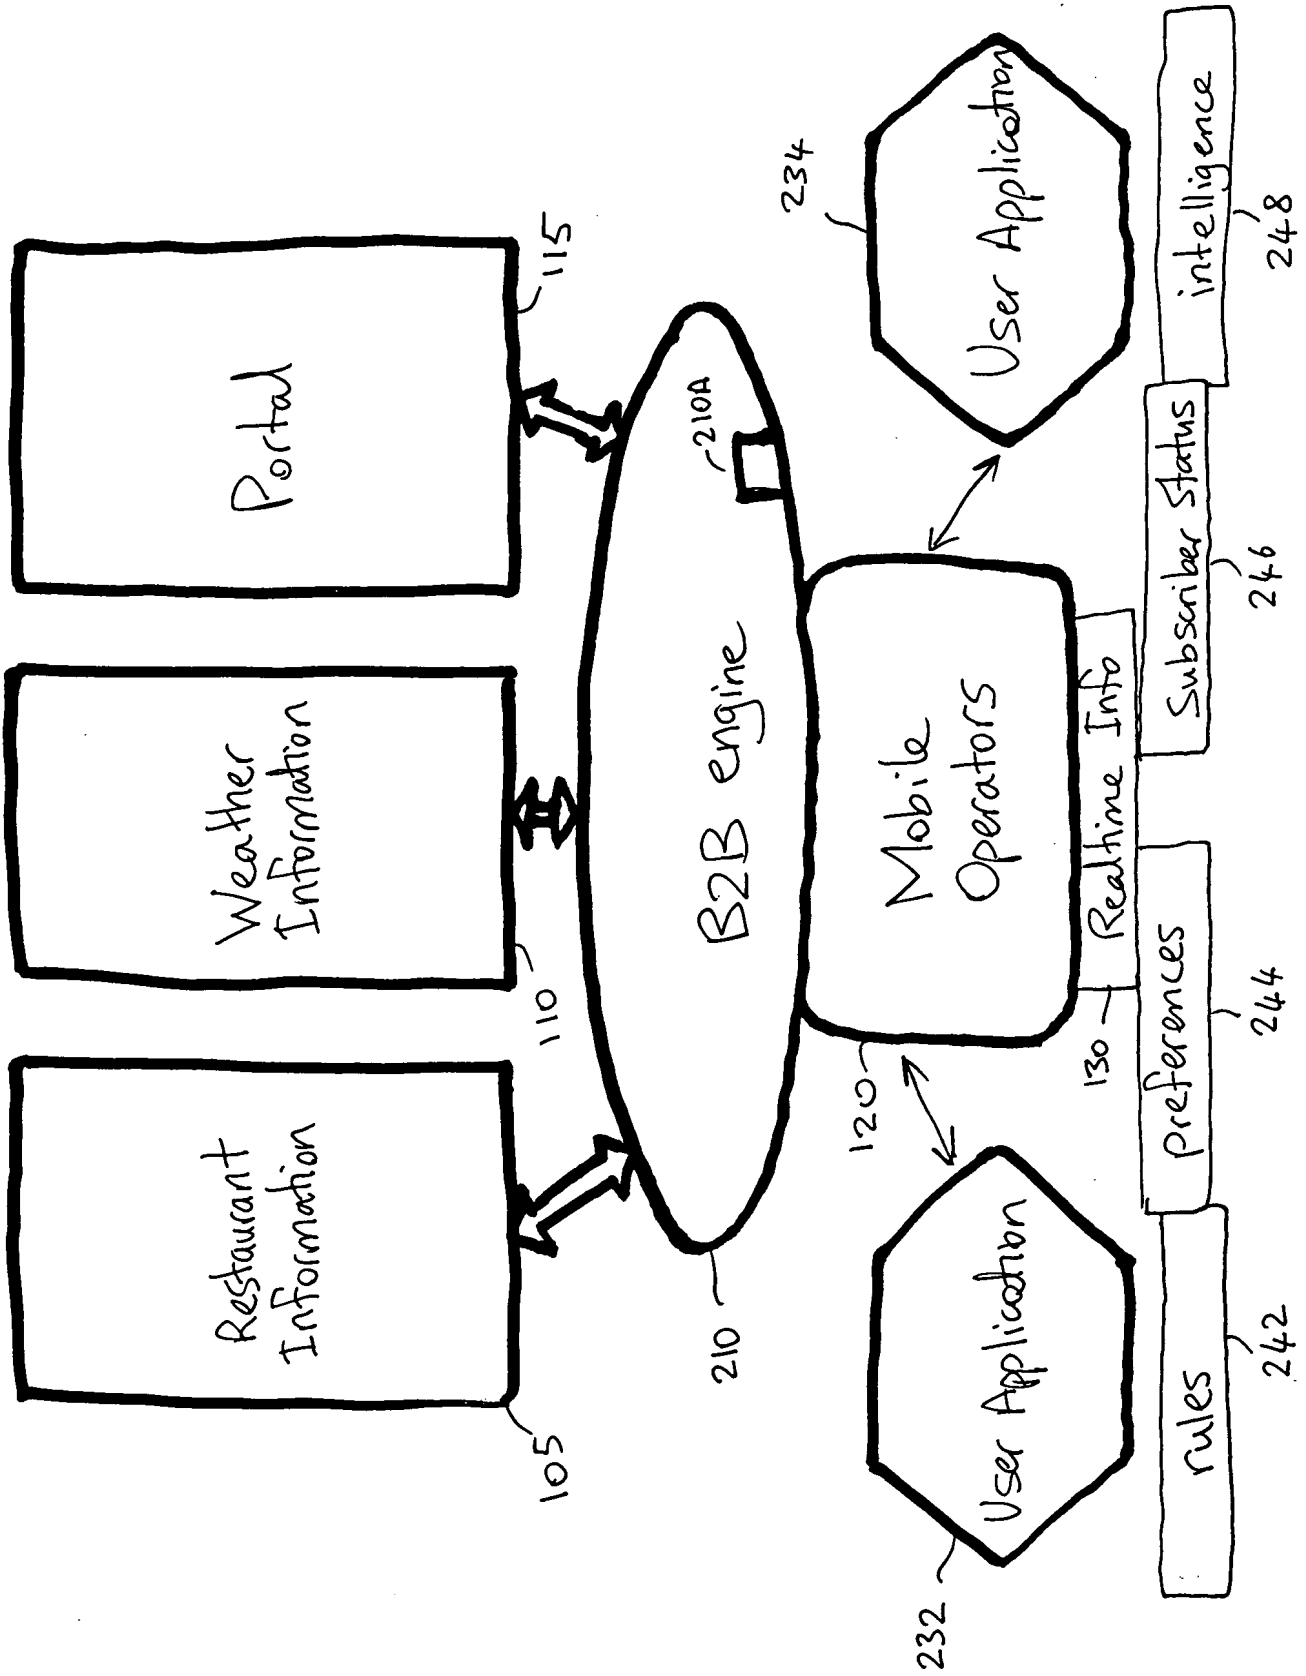 Restaurant
Information
105
Weather
Information
110
Portal
115
B2B engine
210
210A
Mobile
Operators
120
Realtime Info
130
User Application
232
User Application
234
rules
242
preferences
244
Subscriber Status
246
intelligence
248